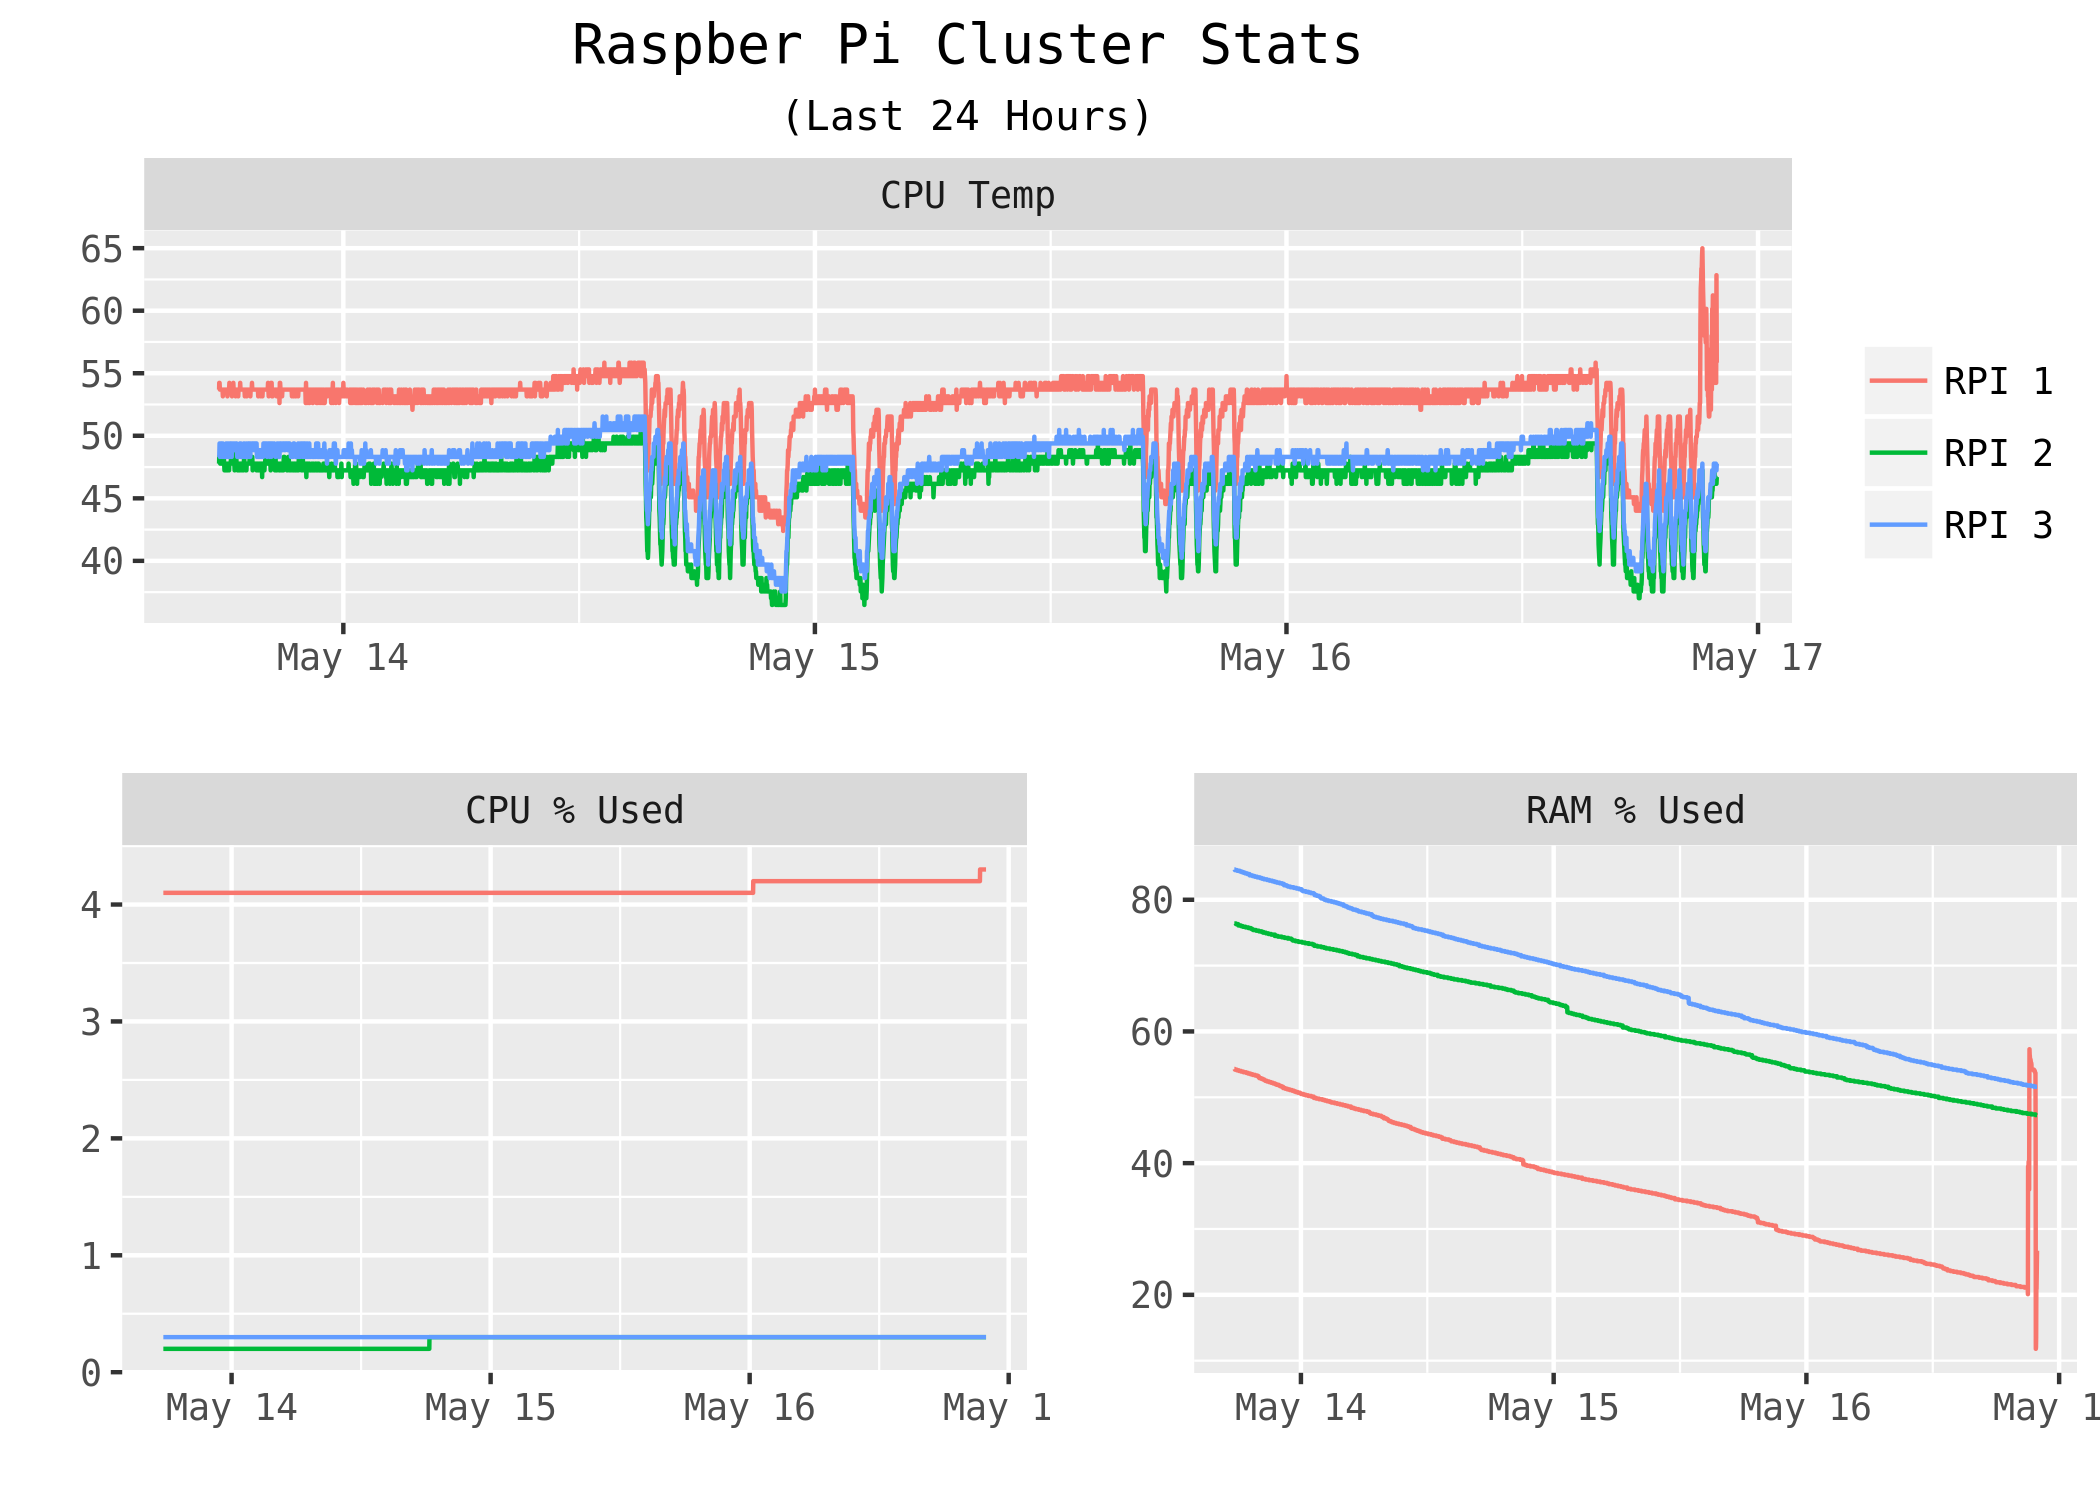 Raspber Pi Cluster Stats
(Last 24 Hours)
CPU Temp
65
60
55
50
45
40
May 14 May 15 May 16 May 17
RPI 1
RPI 2
RPI 3
CPU % Used
4
3
2
1
0
May 14 May 15 May 16 May 1
RAM % Used
80
60
40
20
May 14 May 15 May 16 May 1